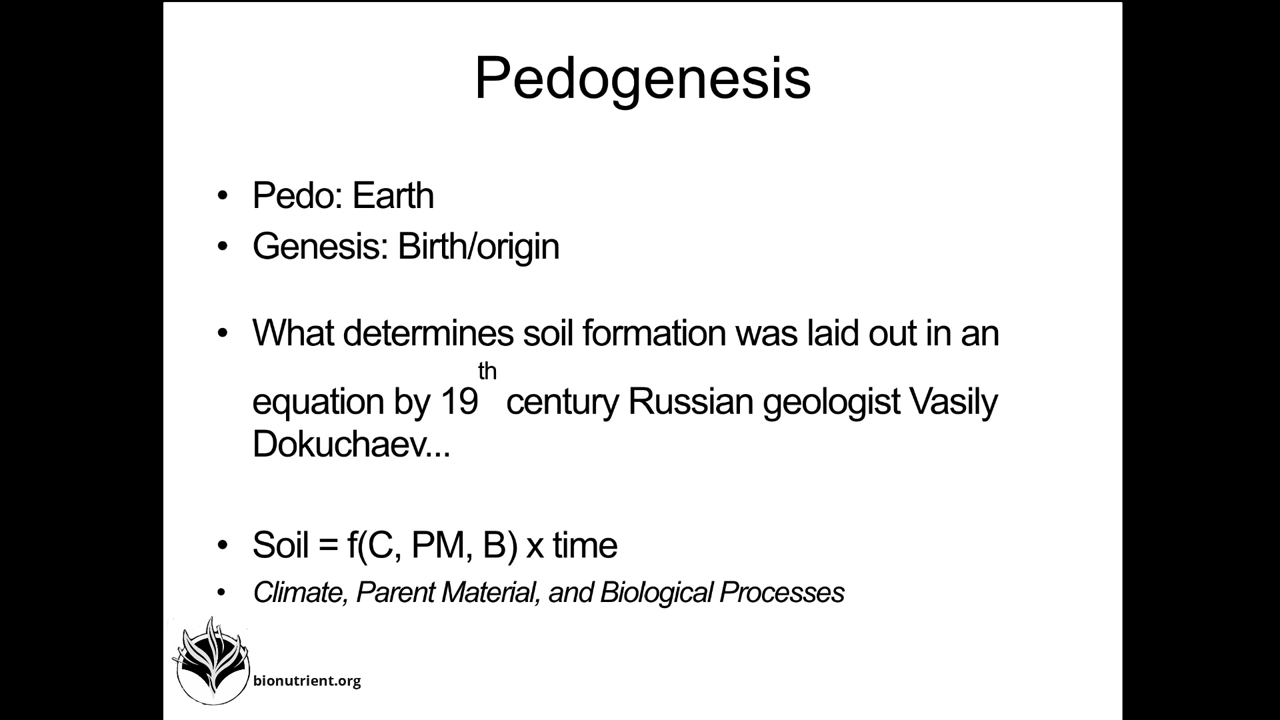 Pedogenesis
• Pedo: Earth
• Genesis: Birth/origin
• What determines soil formation was laid out in an
equation by 19th century Russian geologist Vasily
Dokuchaev...
• Soil = f(C, PM, B) x time
• Climate, Parent Material, and Biological Processes
bionutrient.org